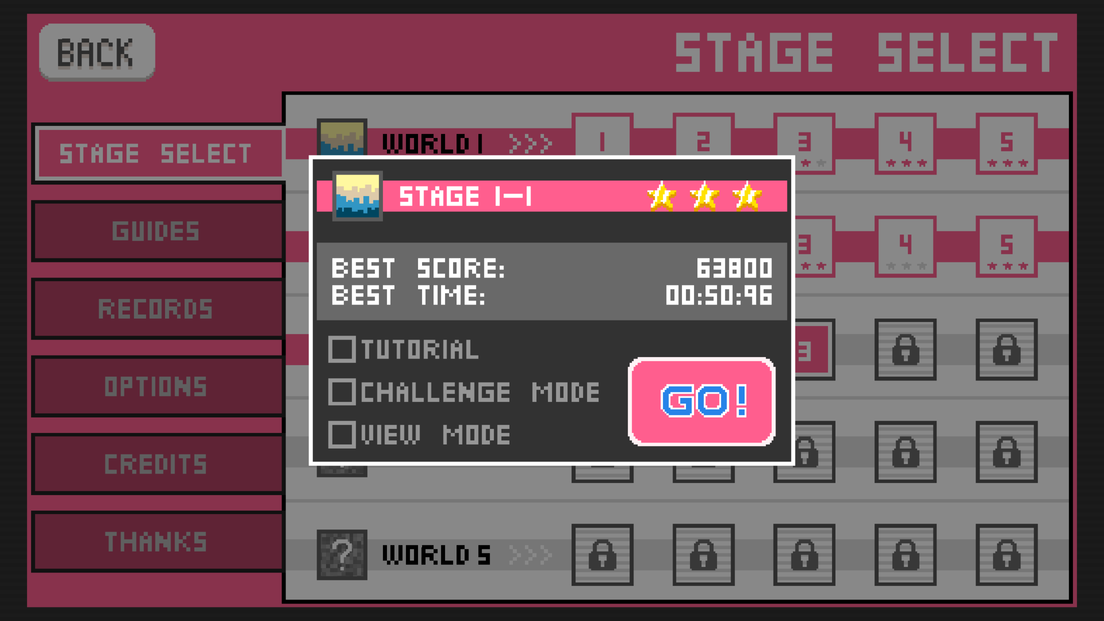 BACK
STAGE SELECT
STAGE SELECT
GUIDES
RECORDS
OPTIONS
CREDITS
THANKS
WORLD 1 >>> 1 2 3 4 5
STAGE 1-1
BEST SCORE: 63800
BEST TIME: 00:50:96
TUTORIAL
CHALLENGE MODE
VIEW MODE
GO!
3 4 5
3
?
WORLD 5 >>>